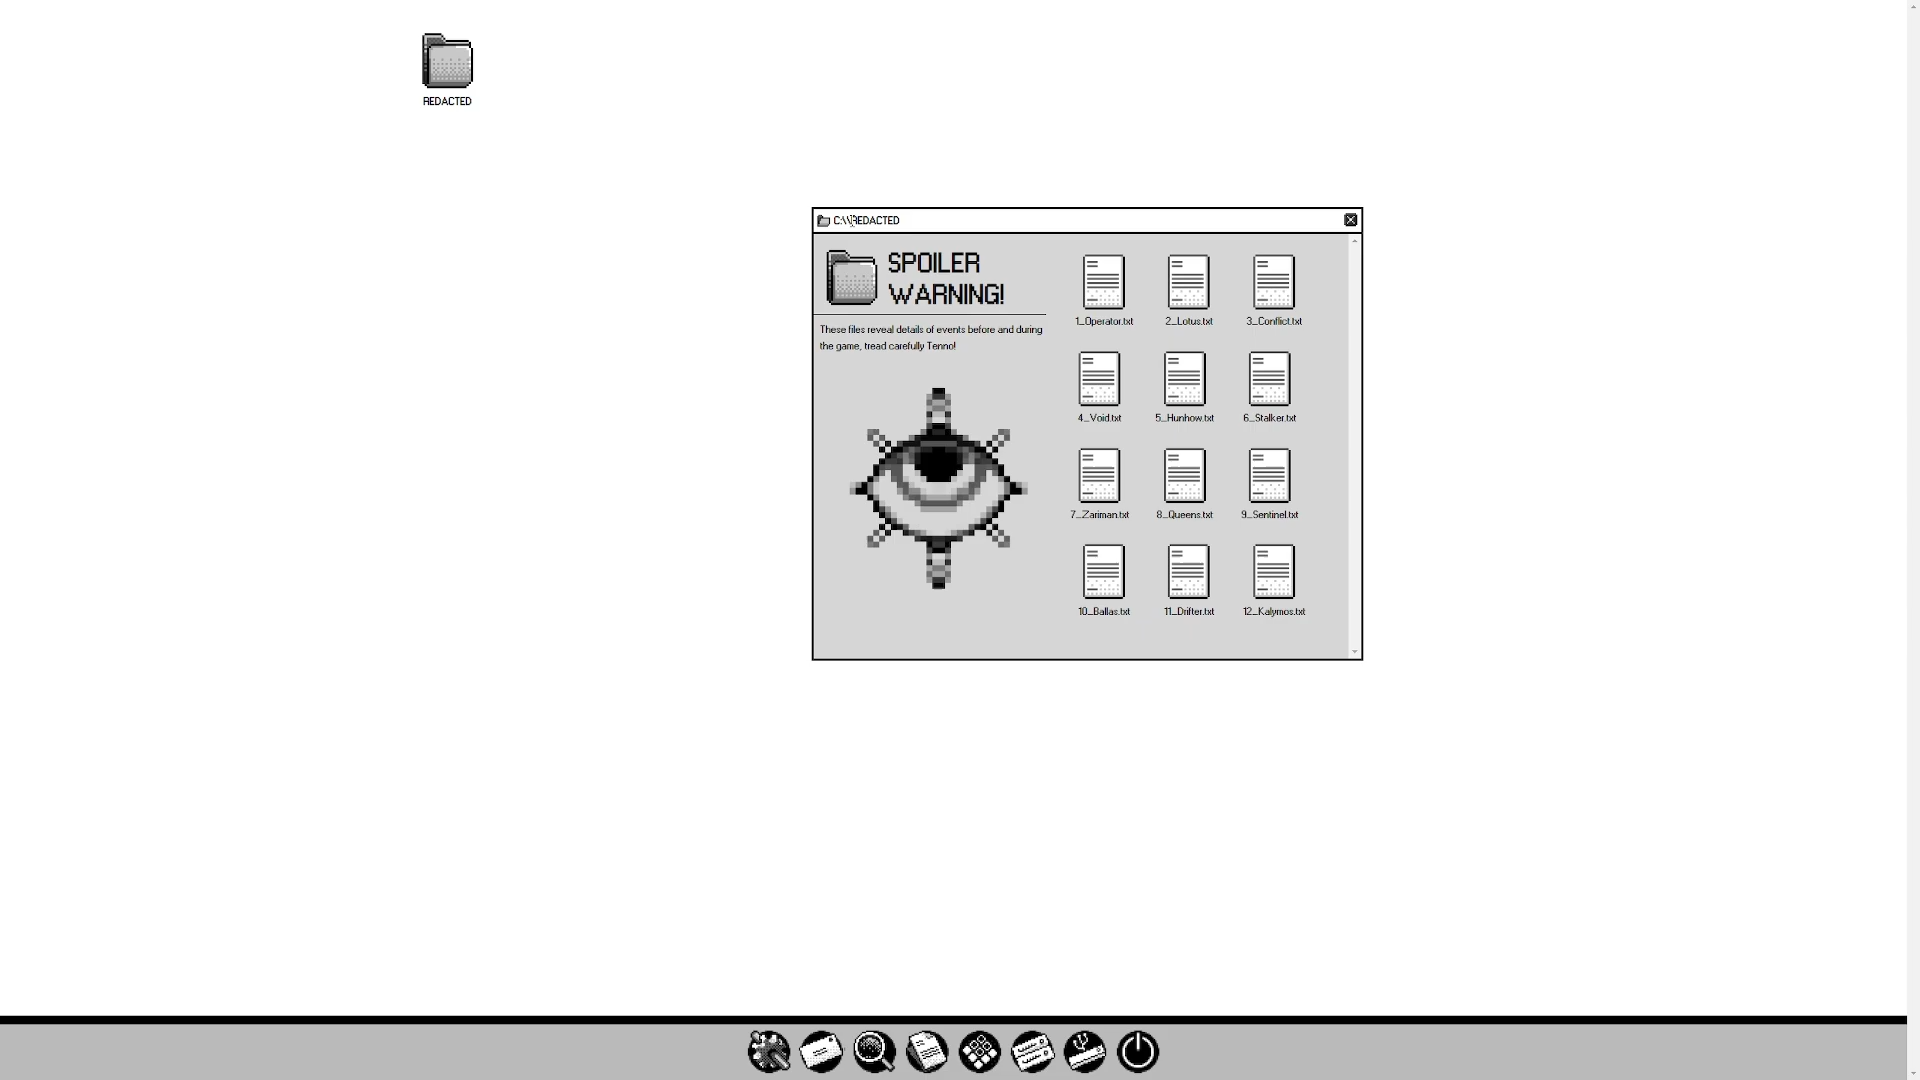 REDACTED
C:\\REDACTED
SPOILER
WARNING!
These files reveal details of events before and during
the game, tread carefully Tenno!
1_Operator.txt
2_Lotus.txt
3_Conflict.txt
4_Void.txt
5_Hunhow.txt
6_Stalker.txt
7_Zariman.txt
8_Queens.txt
9_Sentinel.txt
10_Ballas.txt
11_Drifter.txt
12_Kalymos.txt